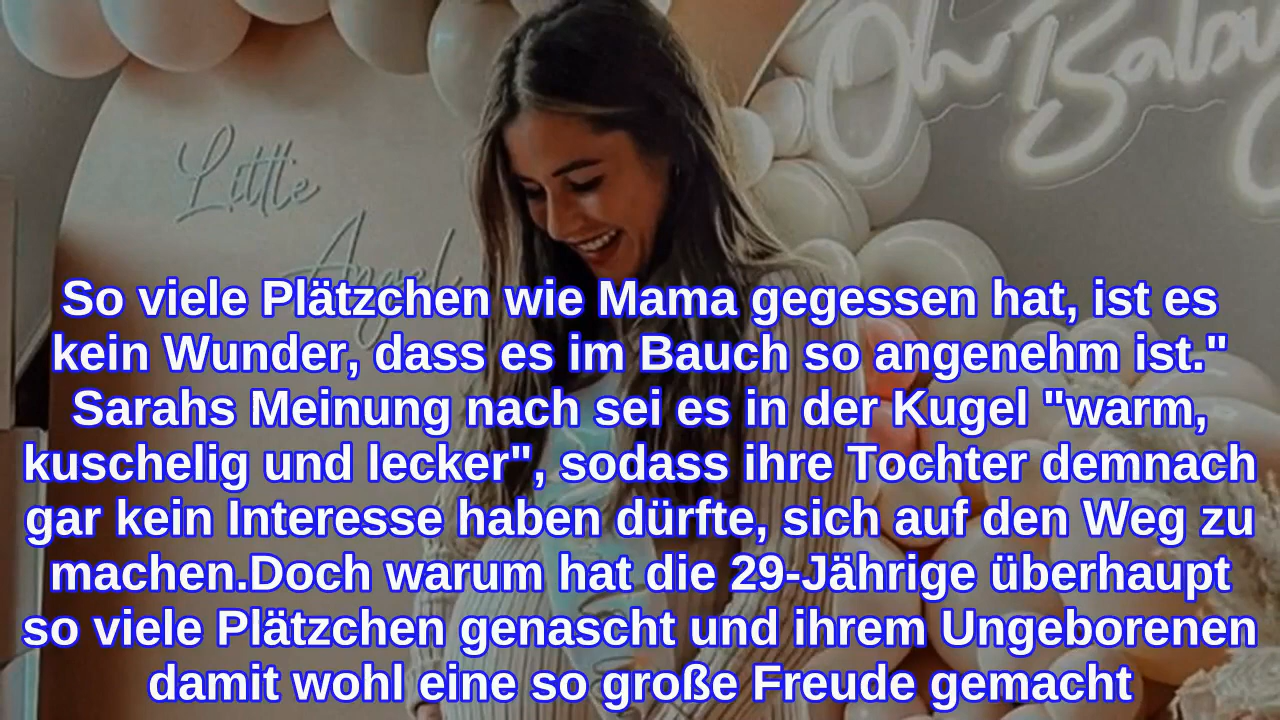 Oh Baby
Little
Angel
So viele Plätzchen wie Mama gegessen hat, ist es
kein Wunder, dass es im Bauch so angenehm ist."
Sarahs Meinung nach sei es in der Kugel "warm,
kuschelig und lecker", sodass ihre Tochter demnach
gar kein Interesse haben dürfte, sich auf den Weg zu
machen.Doch warum hat die 29-Jährige überhaupt
so viele Plätzchen genascht und ihrem Ungeborenen
damit wohl eine so große Freude gemacht